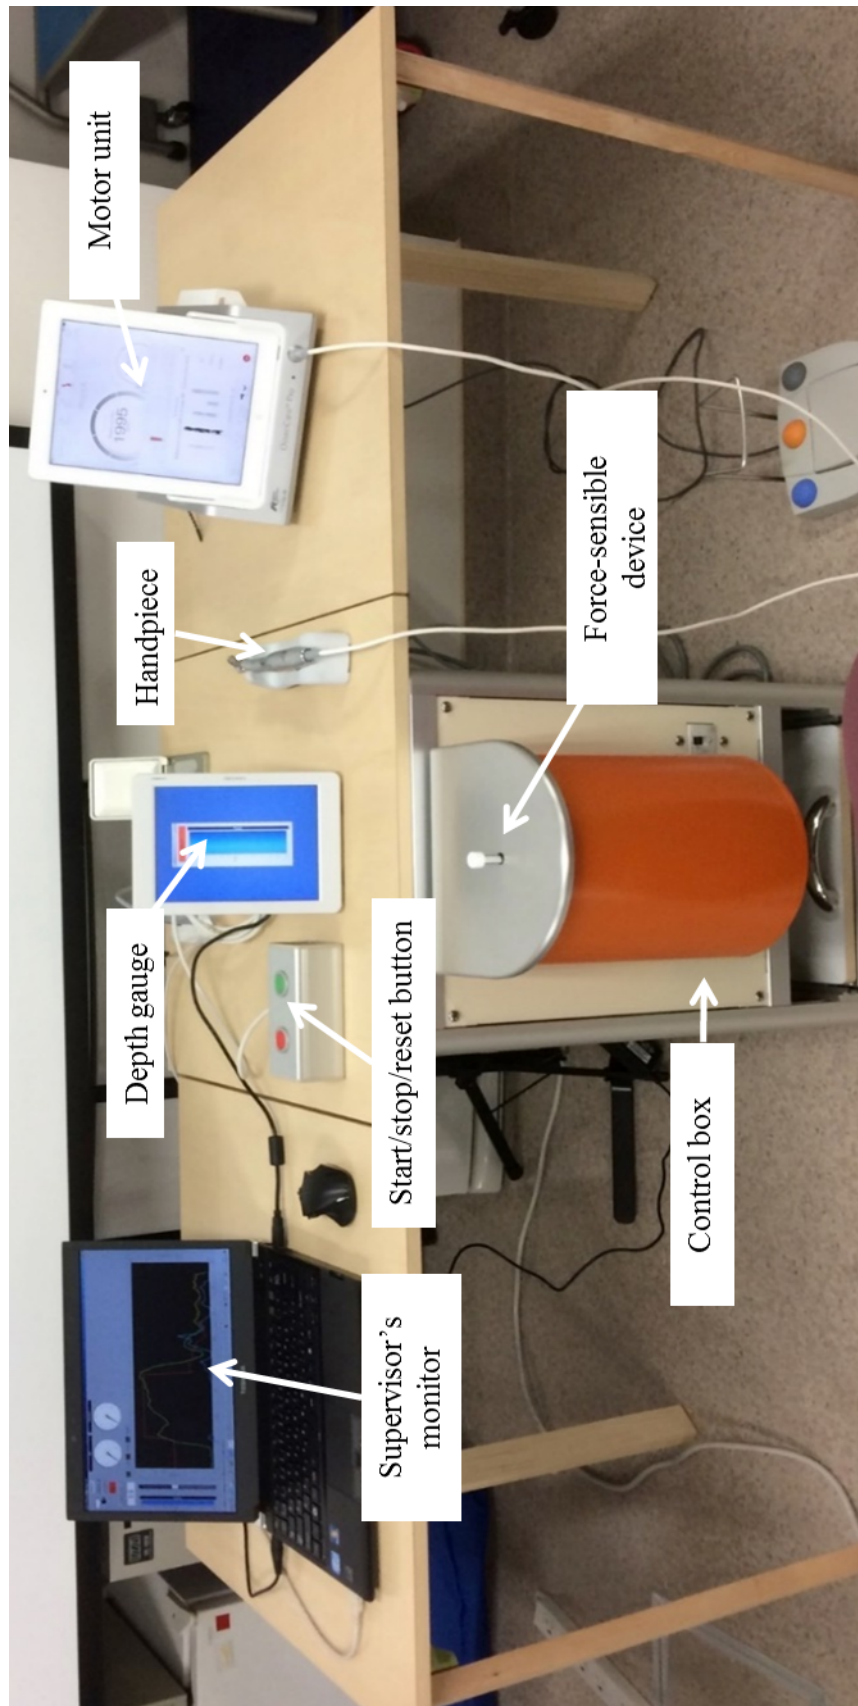 Supervisor's
monitor
Depth gauge
Start/stop/reset button
Control box
Handpiece
Force-sensible
device
Motor unit
1995